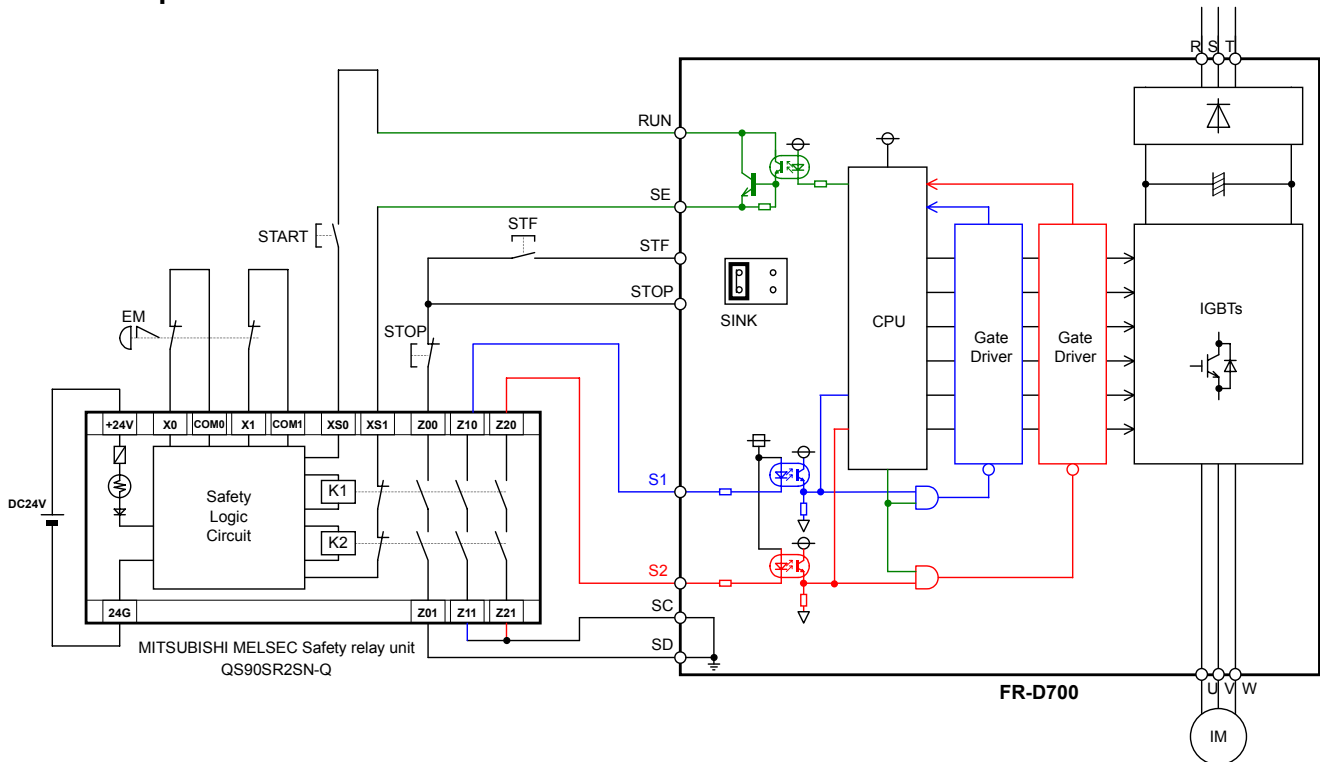 R S T
RUN
SE
START
STF
STF
STOP
SINK
CPU
Gate
Driver
Gate
Driver
IGBTs
EM
STOP
+24V X0 COM0 X1 COM1 XS0 XS1 Z00 Z10 Z20
DC24V
Safety
Logic
Circuit
K1
K2
S1
S2
SC
SD
24G Z01 Z11 Z21
MITSUBISHI MELSEC Safety relay unit
QS90SR2SN-Q
FR-D700
U V W
IM